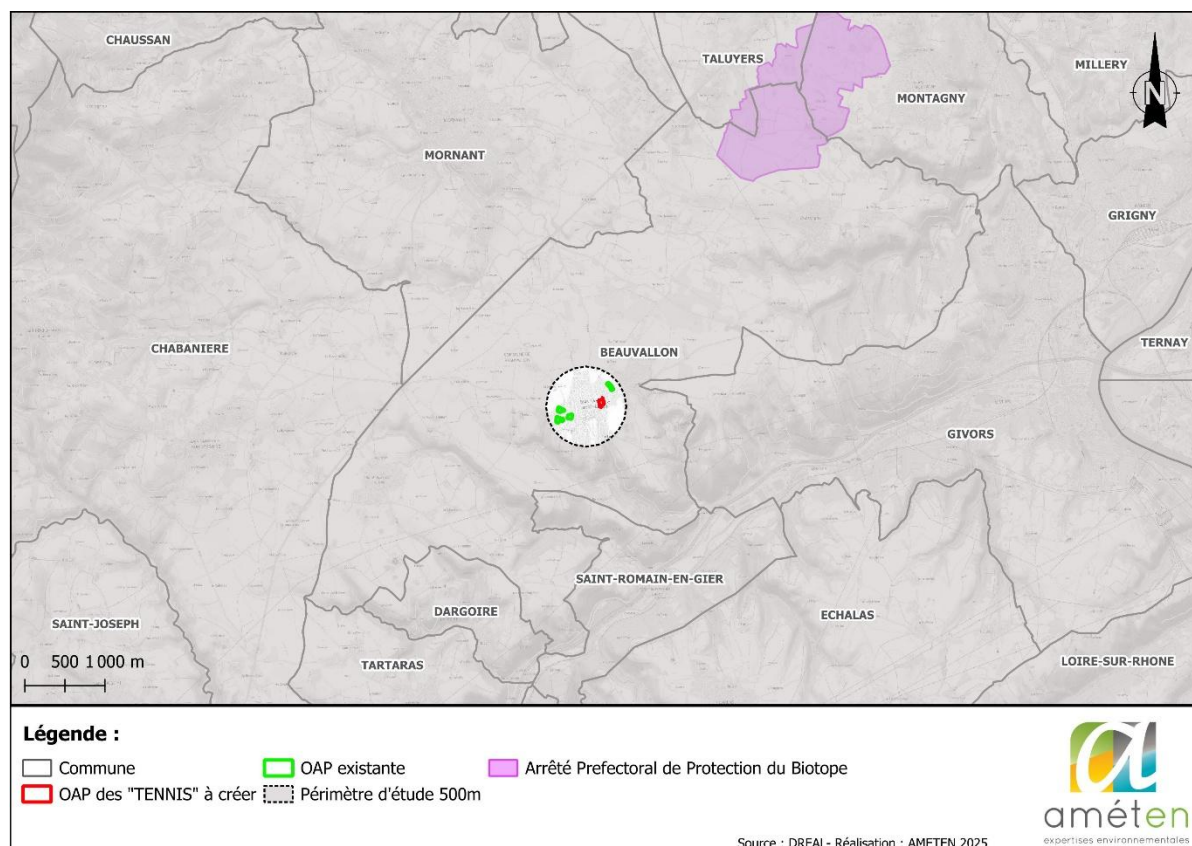 CHAUSSAN
TALUYERS
MILLERY
MONTAGNY
N
MORNANT
GRIGNY
TERNAY
CHABANIERE
BEAUVALLON
GIVORS
SAINT-ROMAIN-EN-GIER
DARGOIRE
ECHALAS
SAINT-JOSEPH
TARTARAS
LOIRE-SUR-RHONE
0 500 1 000 m
Légende :
Commune
OAP existante
Arrêté Prefectoral de Protection du Biotope
OAP des "TENNIS" à créer
Périmètre d'étude 500m
améten
expertises environnementales
Source : DREAL- Réalisation : AMETEN 2025